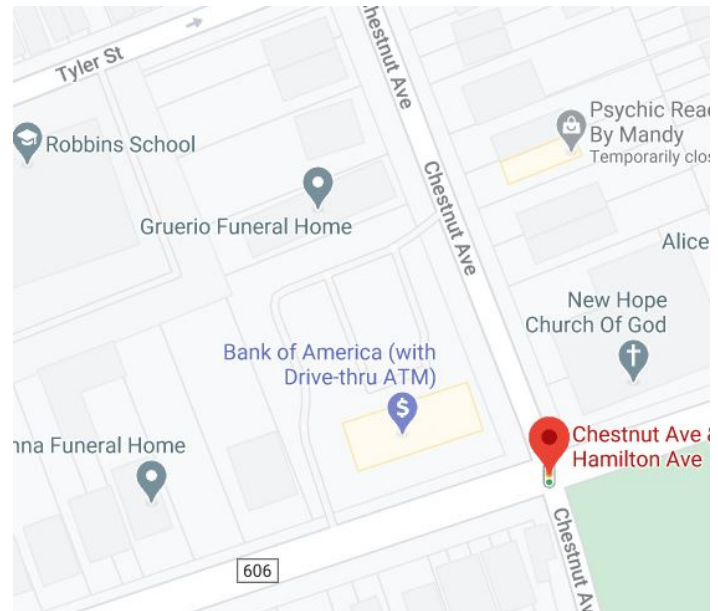 Chestnut Ave
Tyler St
Psychic Read
By Mandy
Temporarily clos
Robbins School
Chestnut Ave
Gruerio Funeral Home
Alice
New Hope
Church Of God
Bank of America (with
Drive-thru ATM)
$
nna Funeral Home
Chestnut Ave &
Hamilton Ave
606
Chestnut Av